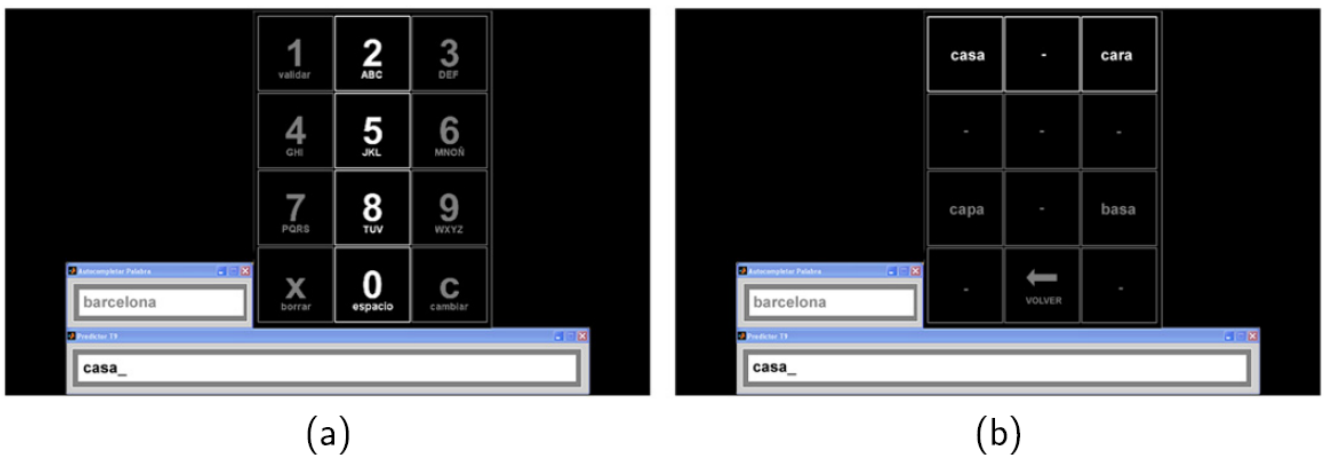 1 2 3
validar ABC DEF
4 5 6
GHI JKL MNOÑ
7 8 9
PQRS TUV WXYZ
x 0 c
borrar espacio cambiar
Autocompletar Palabra
barcelona
Predictor T9
casa_
(a)
casa - cara
- - -
capa - basa
- VOLVER -
Autocompletar Palabra
barcelona
Predictor T9
casa_
(b)